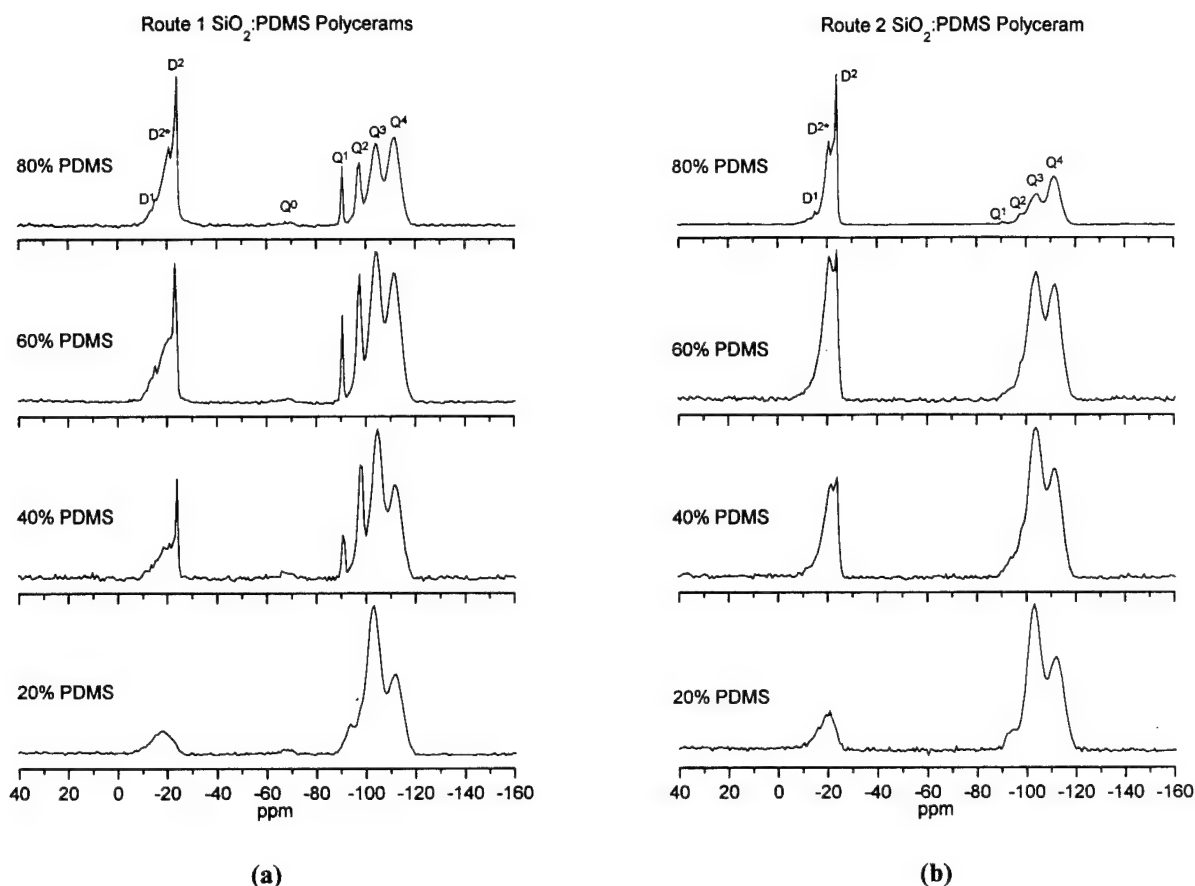 Route 1 SiO2:PDMS Polycerams
D2
D2*
D1
Q0
Q1
Q2
Q3
Q4
80% PDMS
60% PDMS
40% PDMS
20% PDMS
40 20 0 -20 -40 -60 -80 -100 -120 -140 -160
ppm
(a)
Route 2 SiO2:PDMS Polyceram
D2
D2*
D1
Q1
Q2
Q3
Q4
80% PDMS
60% PDMS
40% PDMS
20% PDMS
40 20 0 -20 -40 -60 -80 -100 -120 -140 -160
ppm
(b)